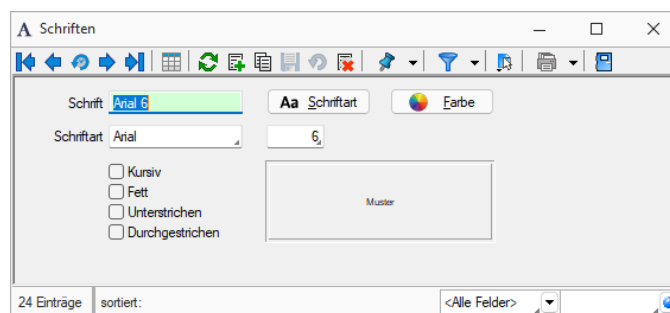 A Schriften
Schrift Arial 6 Aa Schriftart Farbe
Schriftart Arial 6
Kursiv
Fett
Unterstrichen
Durchgestrichen
Muster
24 Einträge sortiert: <Alle Felder>